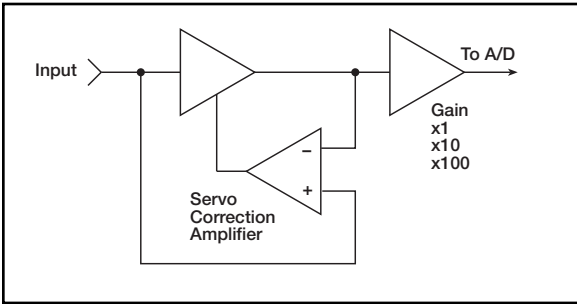 Input
To A/D
Gain
x1
x10
x100
–
+
Servo
Correction
Amplifier